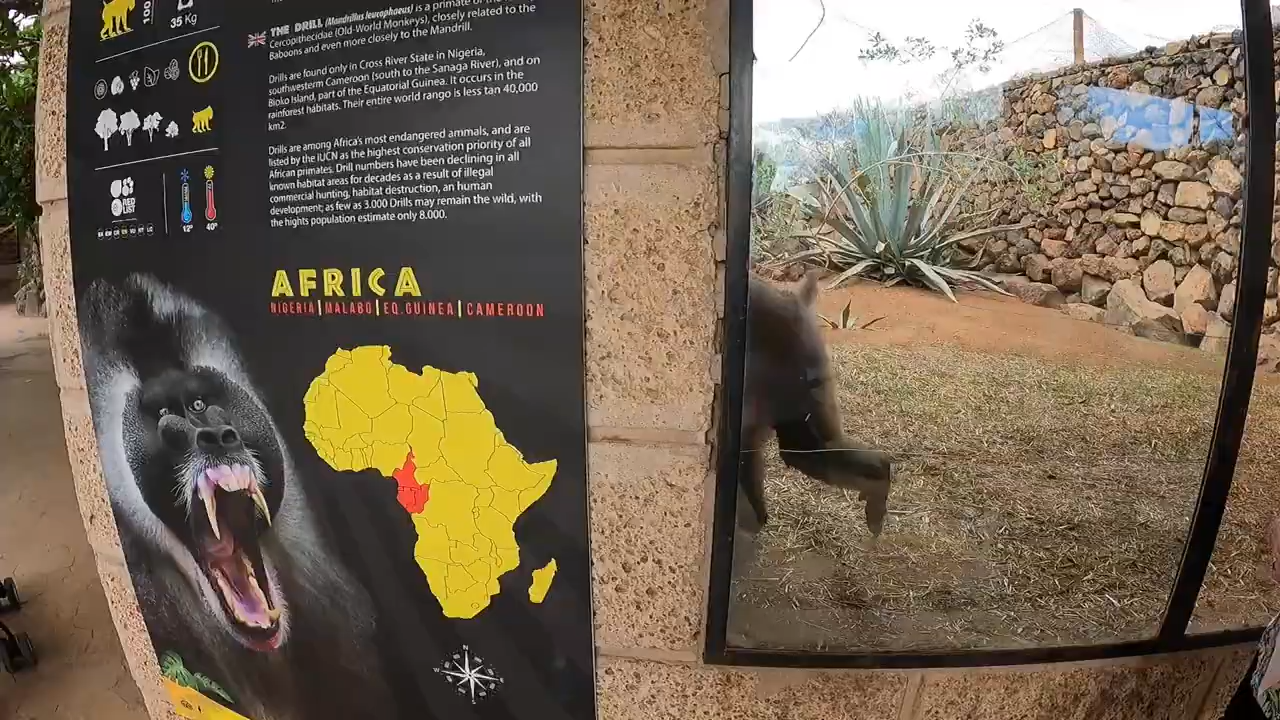 100
35 Kg
THE DRILL (Mandrillus leucophaeus) is a primate of the
Cercopithecidae (Old-World Monkeys), closely related to the
Baboons and even more closely to the Mandrill.
Drills are found only in Cross River State in Nigeria,
southwestern Cameroon (south to the Sanaga River), and on
Bioko Island, part of the Equatorial Guinea. It occurs in the
rainforest habitats. Their entire world rango is less tan 40,000
km2.
Drills are among Africa's most endangered ammals, and are
listed by the IUCN as the highest conservation priority of all
African primates. Drill numbers have been declining in all
known habitat areas for decades as a result of illegal
commercial hunting, habitat destruction, an human
development; as few as 3.000 Drills may remain the wild, with
the hights population estimate only 8.000.
RED
LIST
12º
40º
AFRICA
NIGERIA | MALABO | EQ.GUINEA | CAMEROON